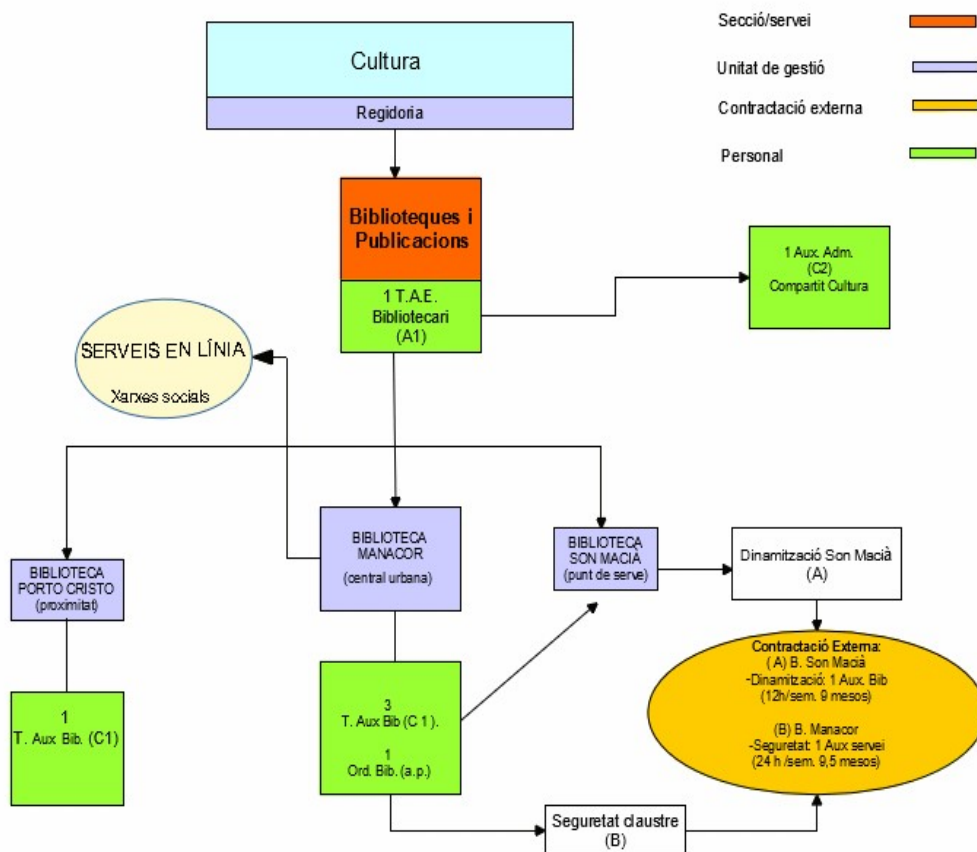 Secció/servei
Unitat de gestió
Contractació externa
Personal
Cultura
Regidoria
Biblioteques i
Publicacions
1 T.A.E.
Bibliotecari
(A1)
1 Aux. Adm.
(C2)
Compartit Cultura
SERVEIS EN LÍNIA
Xarxes socials
BIBLIOTECA
PORTO CRISTO
(proximitat)
BIBLIOTECA
MANACOR
(central urbana)
BIBLIOTECA
SON MACIÀ
(punt de serve)
Dinamització Son Macià
(A)
1
T. Aux Bib. (C1)
3
T. Aux Bib (C 1 ).
1
Ord. Bib. (a.p.)
Contractació Externa:
(A) B. Son Macià
-Dinamització: 1 Aux. Bib
(12h/sem. 9 mesos)
(B) B. Manacor
-Seguretat: 1 Aux servei
(24 h /sem. 9,5 mesos)
Seguretat claustre
(B)